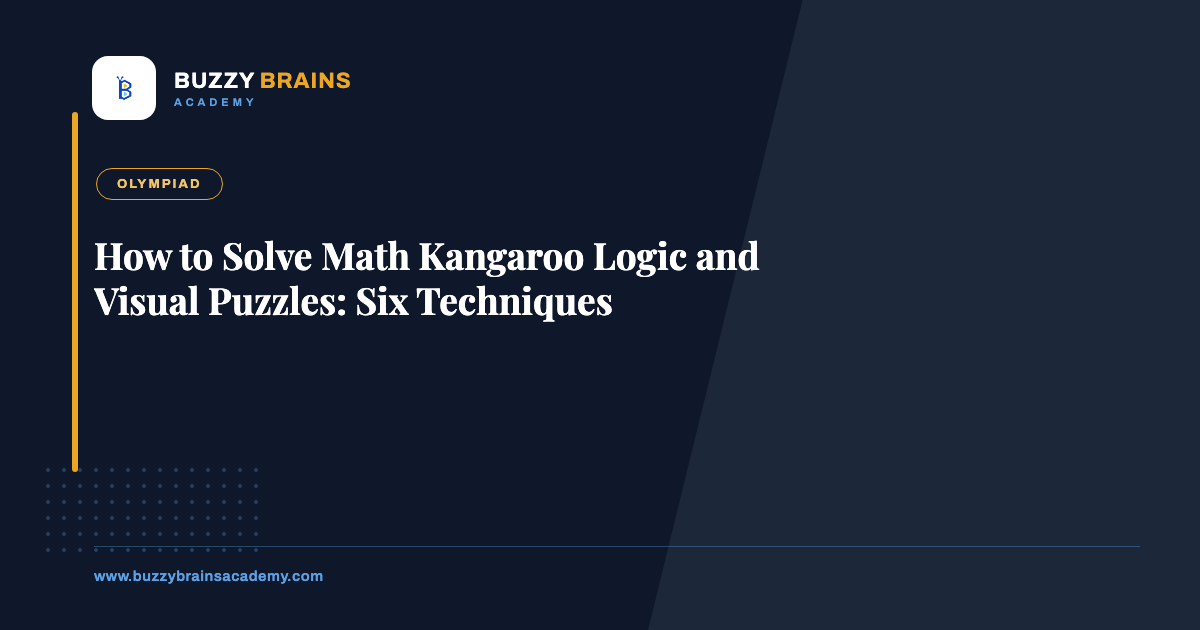 BUZZY BRAINS
ACADEMY
OLYMPIAD
How to Solve Math Kangaroo Logic and
Visual Puzzles: Six Techniques
www.buzzybrainsacademy.com